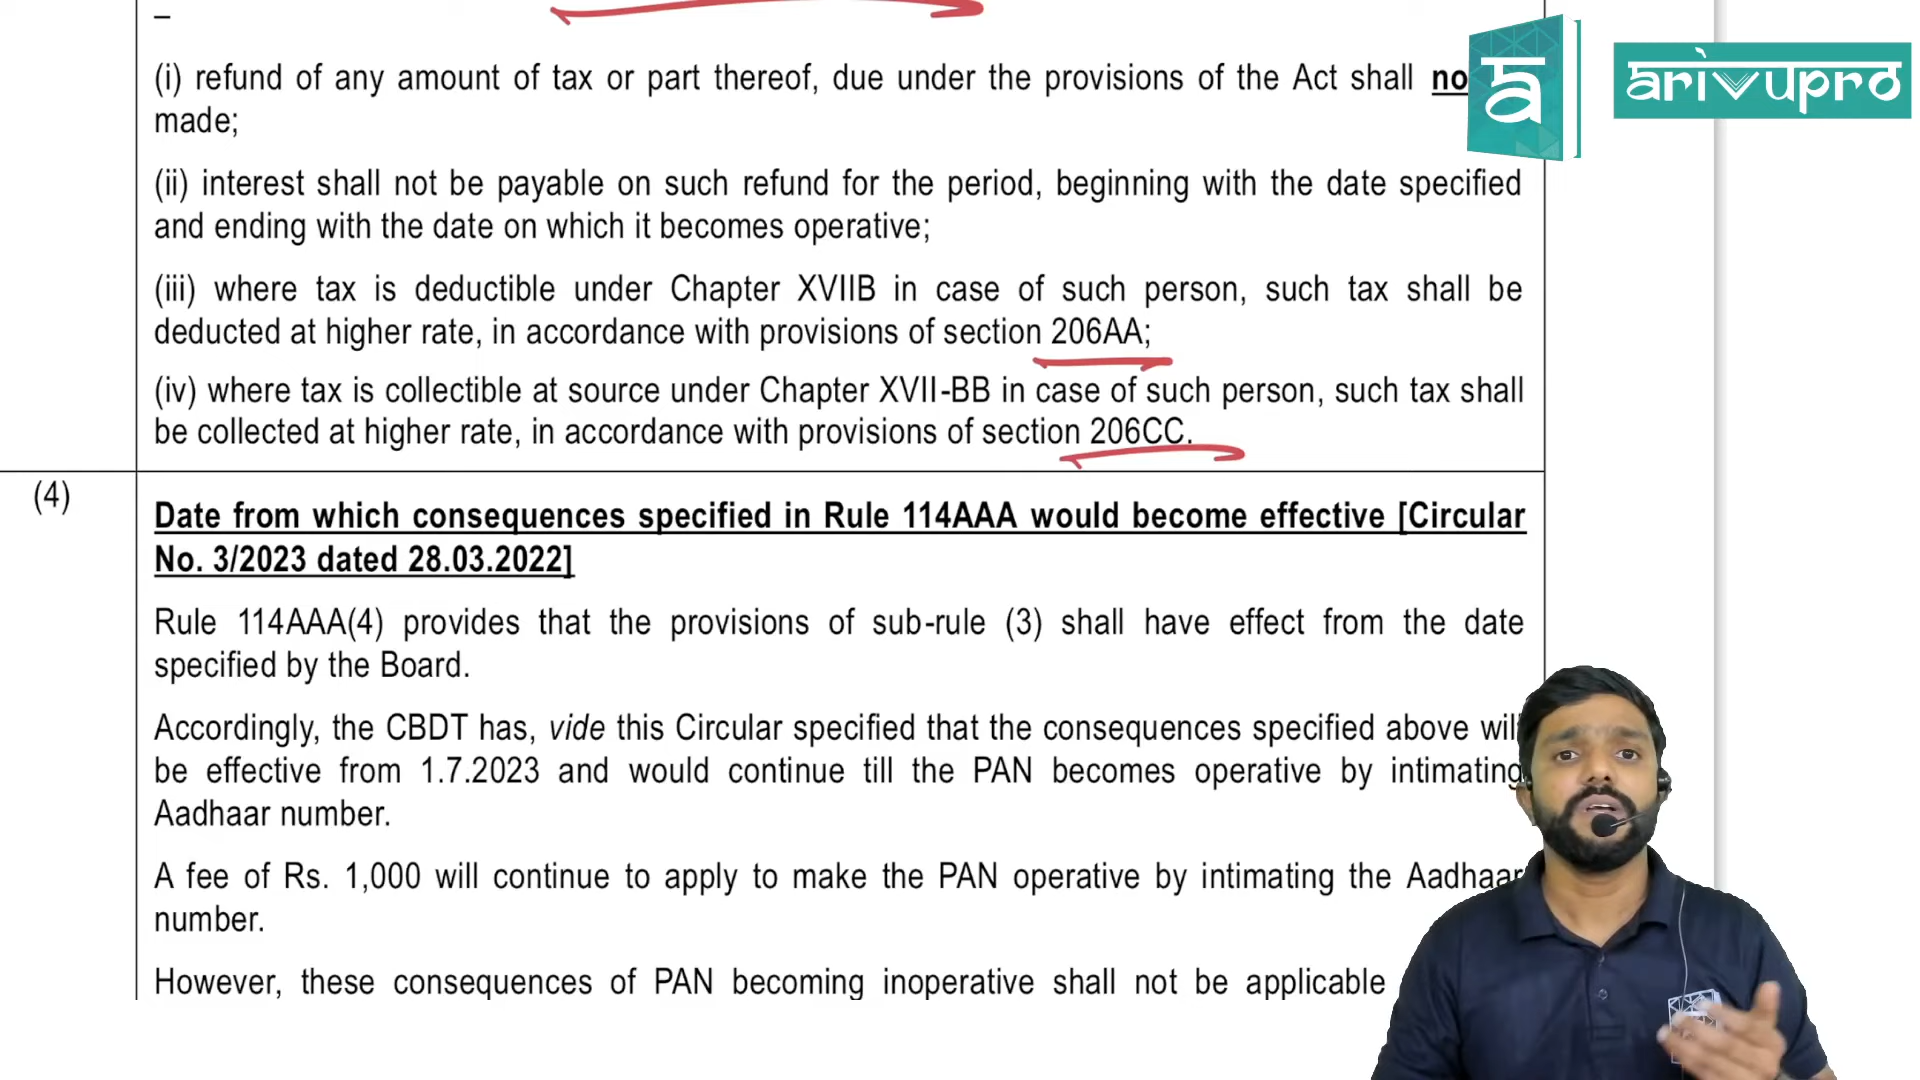 –
(i) refund of any amount of tax or part thereof, due under the provisions of the Act shall no
made;
(ii) interest shall not be payable on such refund for the period, beginning with the date specified
and ending with the date on which it becomes operative;
(iii) where tax is deductible under Chapter XVIIB in case of such person, such tax shall be
deducted at higher rate, in accordance with provisions of section 206AA;
(iv) where tax is collectible at source under Chapter XVII-BB in case of such person, such tax shall
be collected at higher rate, in accordance with provisions of section 206CC.
(4)
Date from which consequences specified in Rule 114AAA would become effective [Circular
No. 3/2023 dated 28.03.2022]
Rule 114AAA(4) provides that the provisions of sub-rule (3) shall have effect from the date
specified by the Board.
Accordingly, the CBDT has, vide this Circular specified that the consequences specified above will
be effective from 1.7.2023 and would continue till the PAN becomes operative by intimating
Aadhaar number.
A fee of Rs. 1,000 will continue to apply to make the PAN operative by intimating the Aadhaar
number.
However, these consequences of PAN becoming inoperative shall not be applicable
arivupro